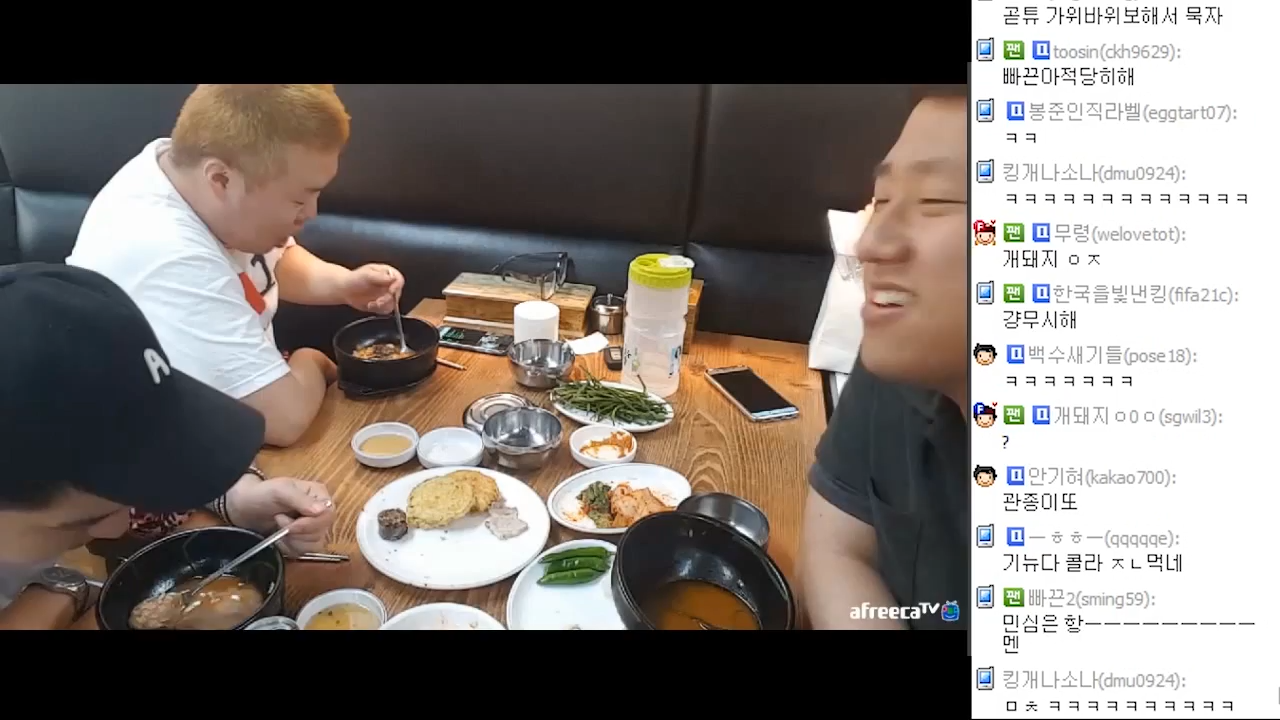 곧튜 가위바위보해서 묵자
팬 toosin(ckh9629):
빠끈아적당히해
봉준인직라벨(eggtart07):
ㅋㅋ
킹개나소나(dmu0924):
ㅋㅋㅋㅋㅋㅋㅋㅋㅋㅋㅋㅋㅋ
팬 무령(welovetot):
개돼지 ㅇㅈ
팬 한국을빛낸킹(fifa21c):
걍무시해
백수새기들(pose18):
ㅋㅋㅋㅋㅋㅋㅋ
팬 개돼지ㅇ0ㅇ(sgwil3):
?
안기혀(kakao700):
관종이또
ㅡㅎㅎㅡ(qqqqqe):
기뉴다 콜라 ㅈㄴ먹네
팬 빠끈2(sming59):
민심은 항ㅡㅡㅡㅡㅡㅡㅡㅡㅡ
멘
킹개나소나(dmu0924):
ㅁㅊ ㅋㅋㅋㅋㅋㅋㅋㅋㅋㅋ
A
afreecaTV